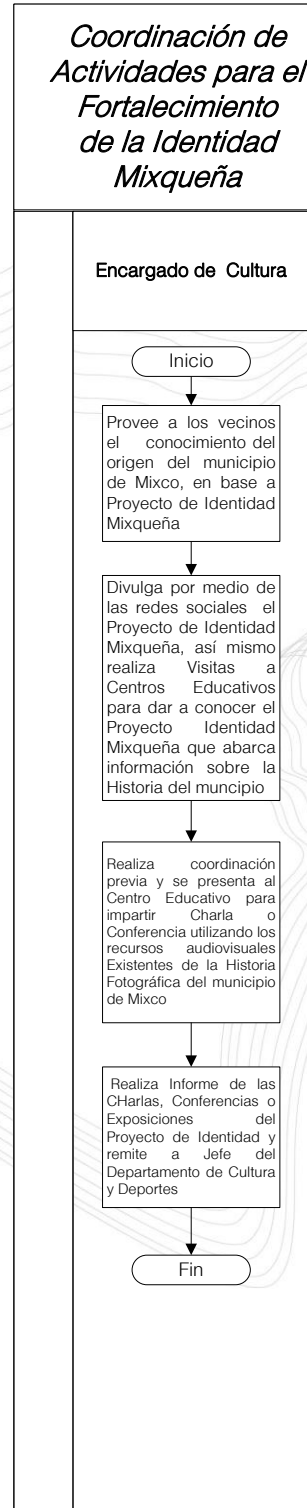 Coordinación de
Actividades para el
Fortalecimiento
de la Identidad
Mixqueña
Encargado de Cultura
Inicio
Provee a los vecinos
el conocimiento del
origen del municipio
de Mixco, en base a
Proyecto de Identidad
Mixqueña
Divulga por medio de
las redes sociales el
Proyecto de Identidad
Mixqueña, así mismo
realiza Visitas a
Centros Educativos
para dar a conocer el
Proyecto Identidad
Mixqueña que abarca
información sobre la
Historia del muncipio
Realiza coordinación
previa y se presenta al
Centro Educativo para
impartir Charla o
Conferencia utilizando los
recursos audiovisuales
Existentes de la Historia
Fotográfica del municipio
de Mixco
Realiza Informe de las
CHarlas, Conferencias o
Exposiciones del
Proyecto de Identidad y
remite a Jefe del
Departamento de Cultura
y Deportes
Fin